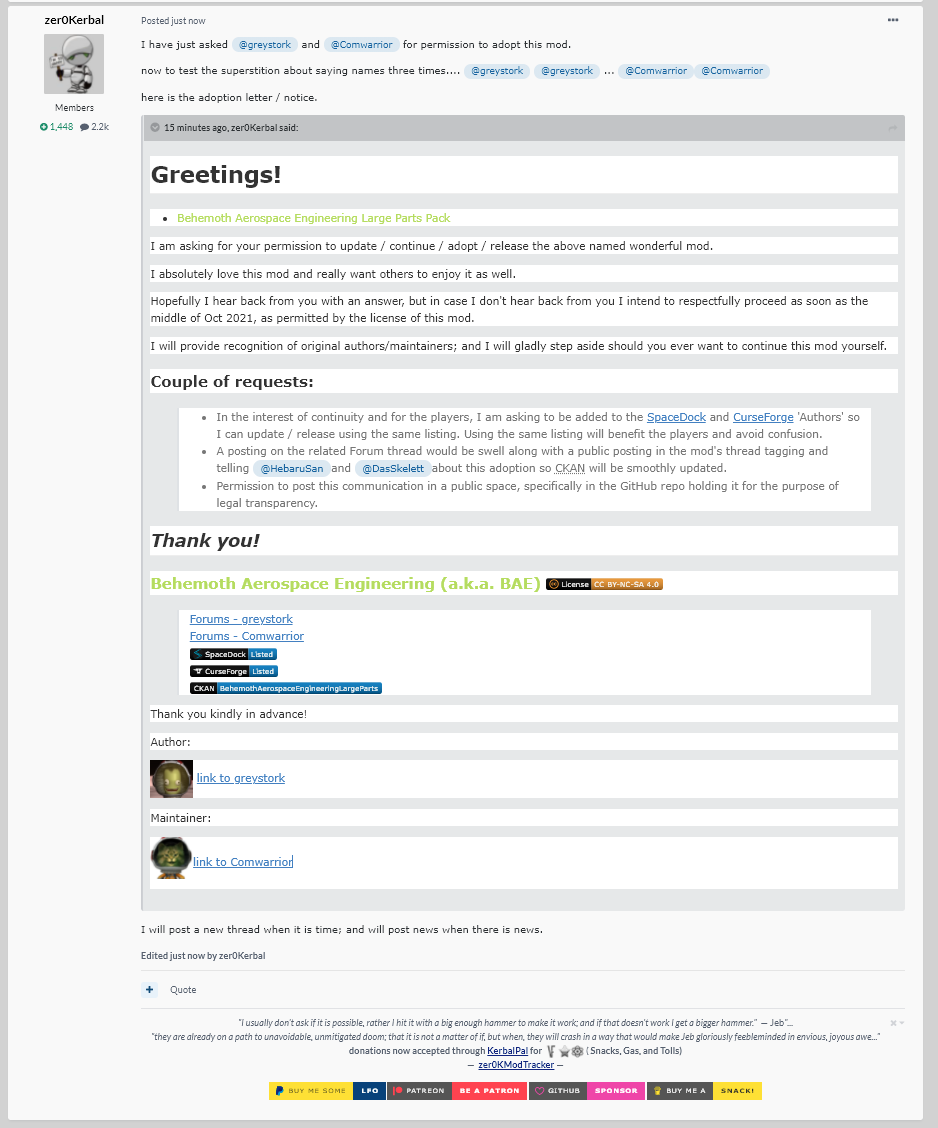 zer0Kerbal
Members
1,448 2.2k
Posted just now
I have just asked @greystork and @Comwarrior for permission to adopt this mod.
now to test the superstition about saying names three times.... @greystork @greystork ... @Comwarrior @Comwarrior
here is the adoption letter / notice.
15 minutes ago, zer0Kerbal said:
Greetings!
• Behemoth Aerospace Engineering Large Parts Pack
I am asking for your permission to update / continue / adopt / release the above named wonderful mod.
I absolutely love this mod and really want others to enjoy it as well.
Hopefully I hear back from you with an answer, but in case I don't hear back from you I intend to respectfully proceed as soon as the
middle of Oct 2021, as permitted by the license of this mod.
I will provide recognition of original authors/maintainers; and I will gladly step aside should you ever want to continue this mod yourself.
Couple of requests:
• In the interest of continuity and for the players, I am asking to be added to the SpaceDock and CurseForge 'Authors' so
I can update / release using the same listing. Using the same listing will benefit the players and avoid confusion.
• A posting on the related Forum thread would be swell along with a public posting in the mod's thread tagging and
telling @HebaruSan and @DasSkelett about this adoption so CKAN will be smoothly updated.
• Permission to post this communication in a public space, specifically in the GitHub repo holding it for the purpose of
legal transparency.
Thank you!
Behemoth Aerospace Engineering (a.k.a. BAE) License CC BY-NC-SA 4.0
Forums - greystork
Forums - Comwarrior
SpaceDock Listed
CurseForge Listed
CKAN BehemothAerospaceEngineeringLargeParts
Thank you kindly in advance!
Author:
link to greystork
Maintainer:
link to Comwarrior
I will post a new thread when it is time; and will post news when there is news.
Edited just now by zer0Kerbal
+ Quote
"I usually don't ask if it is possible, rather I hit it with a big enough hammer to make it work; and if that doesn't work I get a bigger hammer." — Jeb"...
"they are already on a path to unavoidable, unmitigated doom; that it is not a matter of if, but when, they will crash in a way that would make Jeb gloriously feebleminded in envious, joyous awe..."
donations now accepted through KerbalPal for ( Snacks, Gas, and Tolls)
— zer0KModTracker —
BUY ME SOME LFO PATREON BE A PATRON GITHUB SPONSOR BUY ME A SNACK!